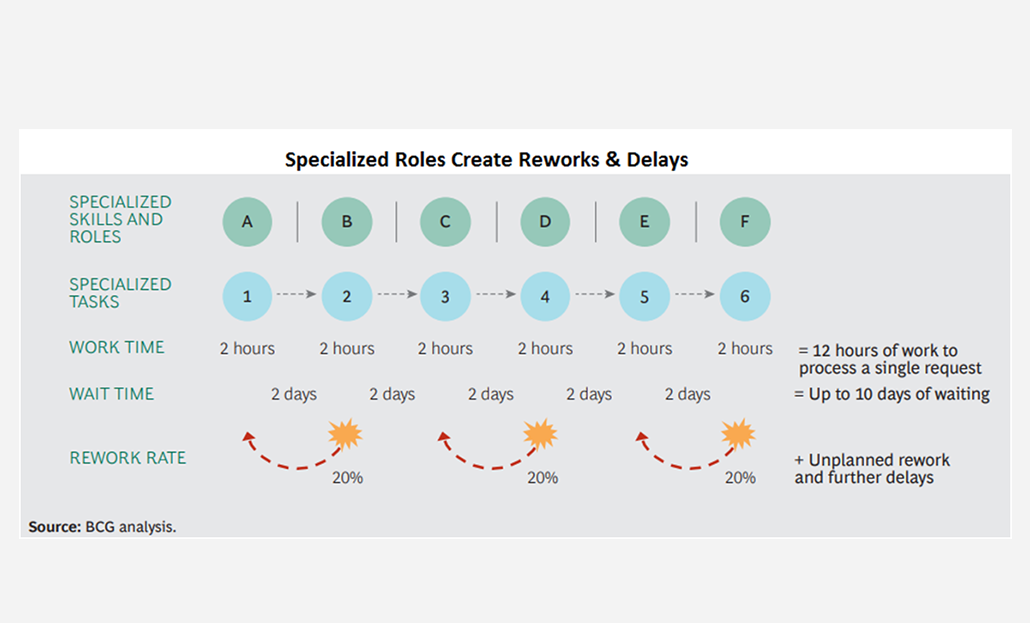 Specialized Roles Create Reworks & Delays
SPECIALIZED
SKILLS AND
ROLES
A B C D E F
SPECIALIZED
TASKS
1 2 3 4 5 6
WORK TIME
2 hours 2 hours 2 hours 2 hours 2 hours 2 hours
= 12 hours of work to
process a single request
WAIT TIME
2 days 2 days 2 days 2 days 2 days
= Up to 10 days of waiting
REWORK RATE
20% 20% 20%
+ Unplanned rework
and further delays
Source: BCG analysis.